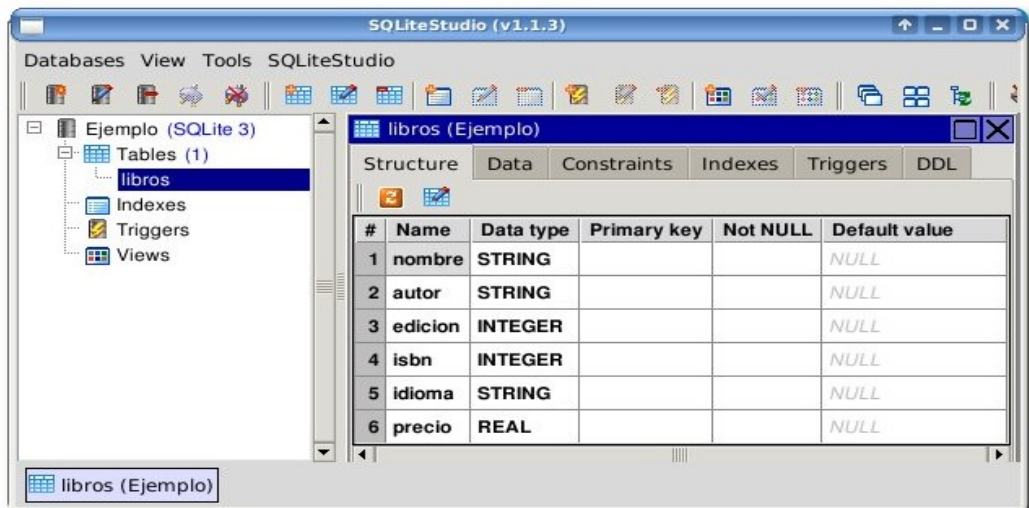 SQLiteStudio (v1.1.3)
Databases View Tools SQLiteStudio
Ejemplo (SQLite 3)
Tables (1)
libros
Indexes
Triggers
Views
libros (Ejemplo)
Structure Data Constraints Indexes Triggers DDL
# Name Data type Primary key Not NULL Default value
1 nombre STRING NULL
2 autor STRING NULL
3 edicion INTEGER NULL
4 isbn INTEGER NULL
5 idioma STRING NULL
6 precio REAL NULL
libros (Ejemplo)